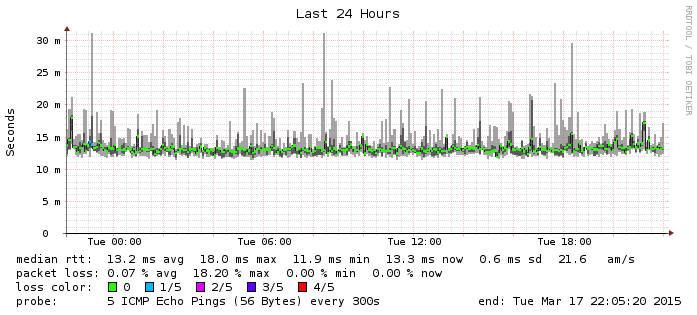 Last 24 Hours
RRDTOOL / TOBI OETIKER
Seconds
30 m
25 m
20 m
15 m
10 m
5 m
0
Tue 00:00 Tue 06:00 Tue 12:00 Tue 18:00
median rtt: 13.2 ms avg 18.0 ms max 11.9 ms min 13.3 ms now 0.6 ms sd 21.6 am/s
packet loss: 0.07 % avg 18.20 % max 0.00 % min 0.00 % now
loss color: 0 1/5 2/5 3/5 4/5
probe: 5 ICMP Echo Pings (56 Bytes) every 300s end: Tue Mar 17 22:05:20 2015